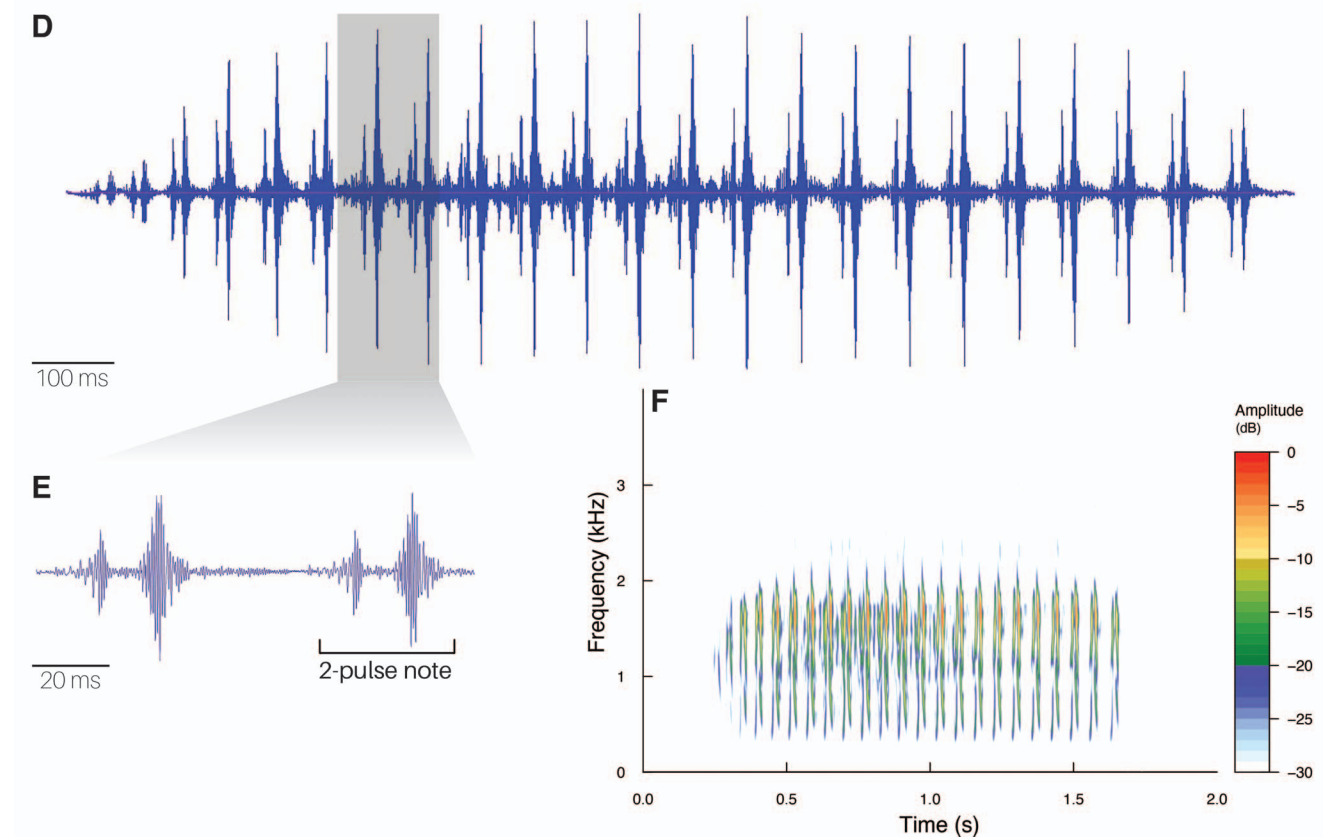 D
100 ms
E
20 ms
2-pulse note
F
Frequency (kHz)
3
2
1
0
0.0 0.5 1.0 1.5 2.0
Time (s)
Amplitude
(dB)
0
−5
−10
−15
−20
−25
−30